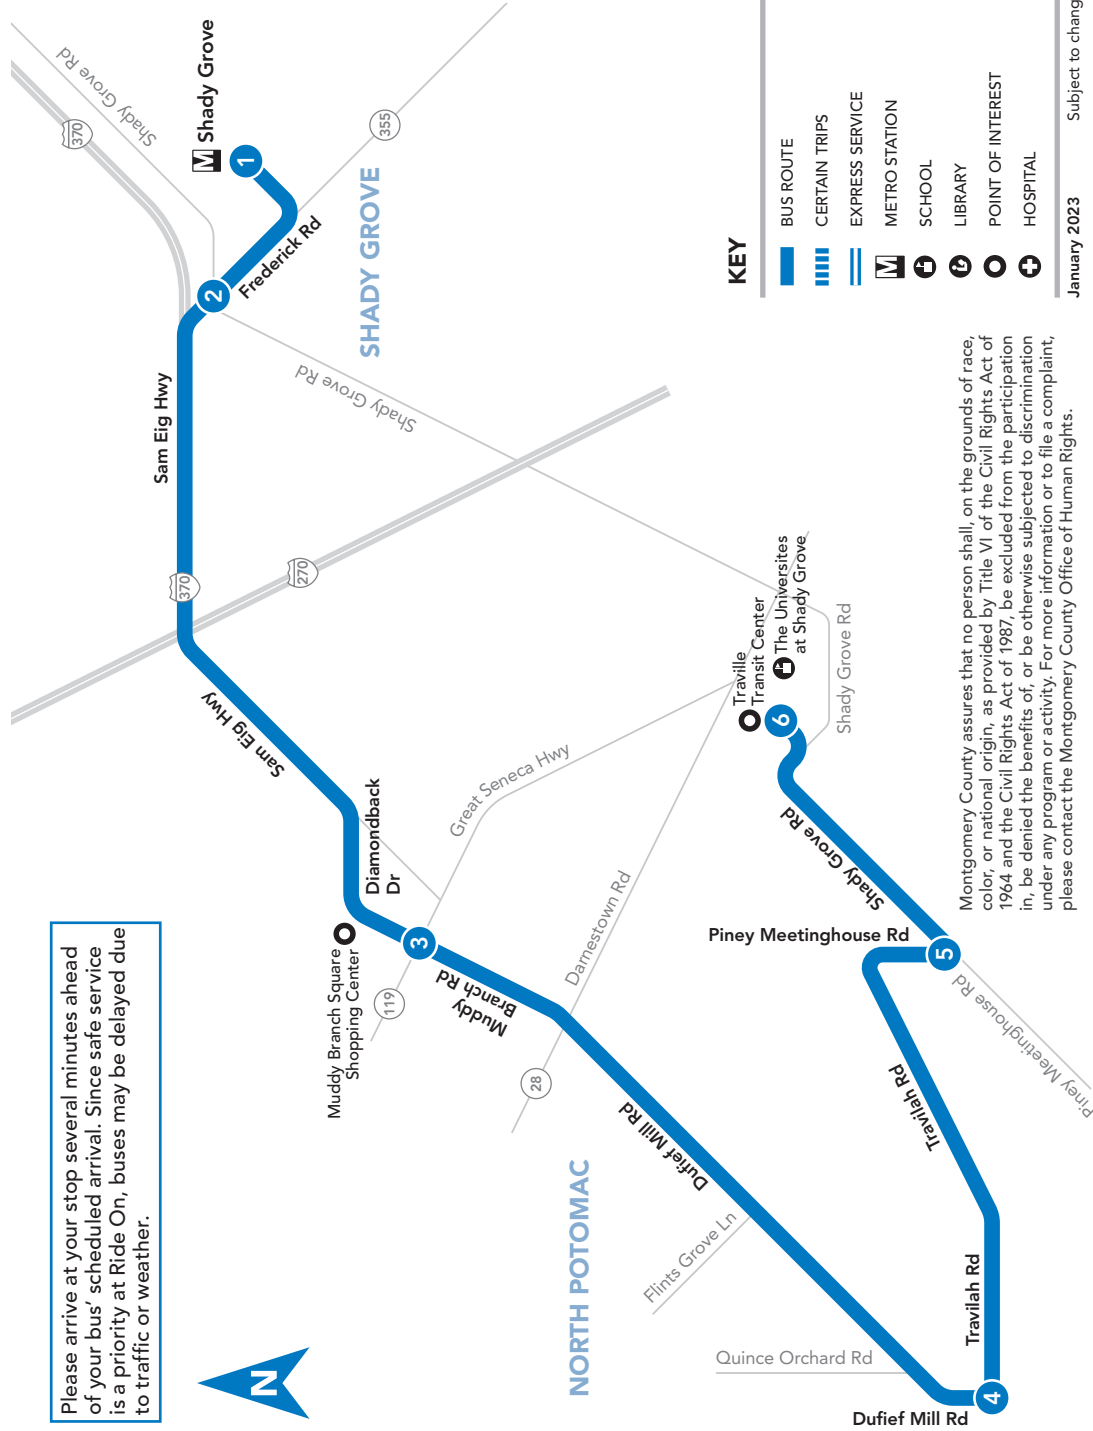 Please arrive at your stop several minutes ahead
of your bus’ scheduled arrival. Since safe service
is a priority at Ride On, buses may be delayed due
to traffic or weather.
N
370
Shady Grove Rd
M Shady Grove
1
355
Frederick Rd
2
SHADY GROVE
Sam Eig Hwy
Shady Grove Rd
370
270
Sam Eig Hwy
Diamondback
Dr
Muddy Branch Square
Shopping Center
3
119
Muddy
Branch Rd
Great Seneca Hwy
Darnestown Rd
28
Traville
Transit Center
The Universites
at Shady Grove
6
Shady Grove Rd
Shady Grove Rd
Piney Meetinghouse Rd
5
Piney Meetinghouse Rd
Travilah Rd
Dufief Mill Rd
NORTH POTOMAC
Flints Grove Ln
Quince Orchard Rd
Travilah Rd
4
Dufief Mill Rd
KEY
BUS ROUTE
CERTAIN TRIPS
EXPRESS SERVICE
M METRO STATION
SCHOOL
LIBRARY
POINT OF INTEREST
HOSPITAL
January 2023
Subject to chang
Montgomery County assures that no person shall, on the grounds of race,
color, or national origin, as provided by Title VI of the Civil Rights Act of
1964 and the Civil Rights Act of 1987, be excluded from the participation
in, be denied the benefits of, or be otherwise subjected to discrimination
under any program or activity. For more information or to file a complaint,
please contact the Montgomery County Office of Human Rights.